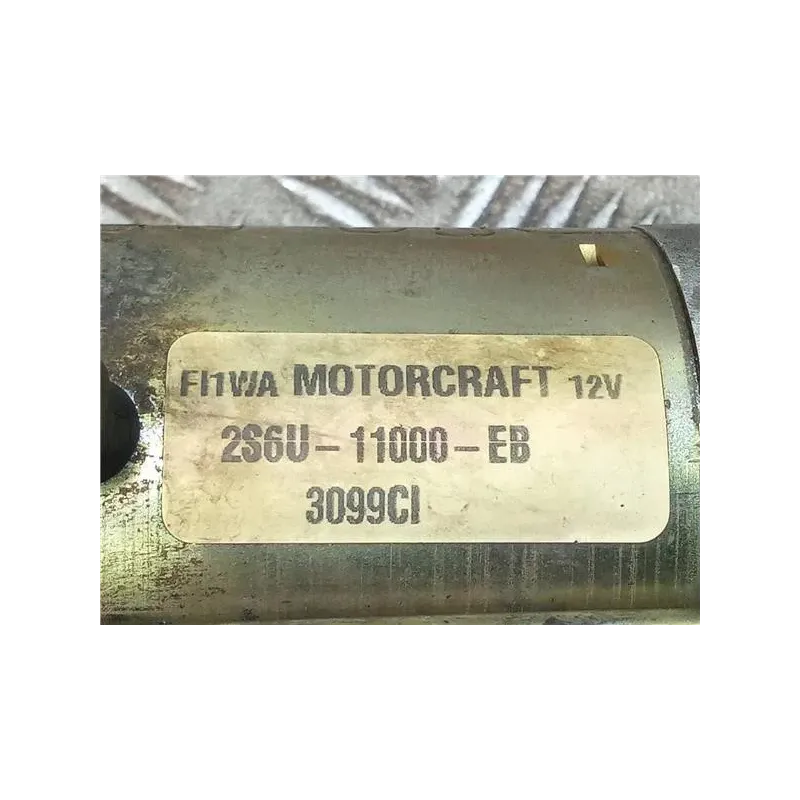 FI1WA MOTORCRAFT 12V
2S6U-11000-EB
3099CI